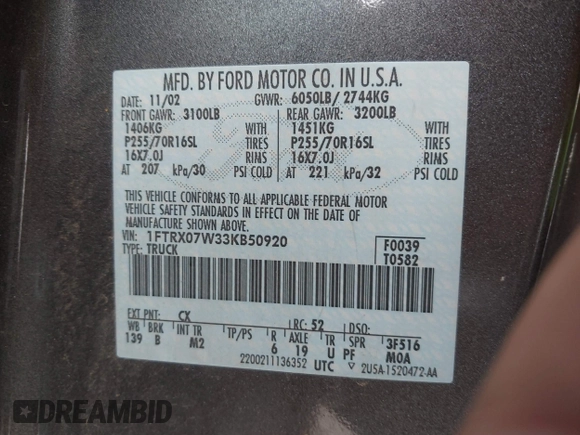 MFD. BY FORD MOTOR CO. IN U.S.A.
DATE: 11/02 GVWR: 6050LB/ 2744KG
FRONT GAWR: 3100LB REAR GAWR: 3200LB
1406KG WITH 1451KG WITH
P255/70R16SL TIRES P255/70R16SL TIRES
16X7.0J RIMS 16X7.0J RIMS
AT 207 kPa/30 PSI COLD AT 221 kPa/32 PSI COLD
THIS VEHICLE CONFORMS TO ALL APPLICABLE FEDERAL MOTOR
VEHICLE SAFETY STANDARDS IN EFFECT ON THE DATE OF
MANUFACTURE SHOWN ABOVE.
VIN: 1FTRX07W33KB50920 F0039
TYPE: TRUCK T0582
EXT PNT: CX RC: 52 DSO:
WB BRK INT TR TP/PS R AXLE TR SPR 3F516
139 B M2 6 19 U PF MOA
2200211136352 UTC ▽ 2U5A-1520472-AA
DREAMBID